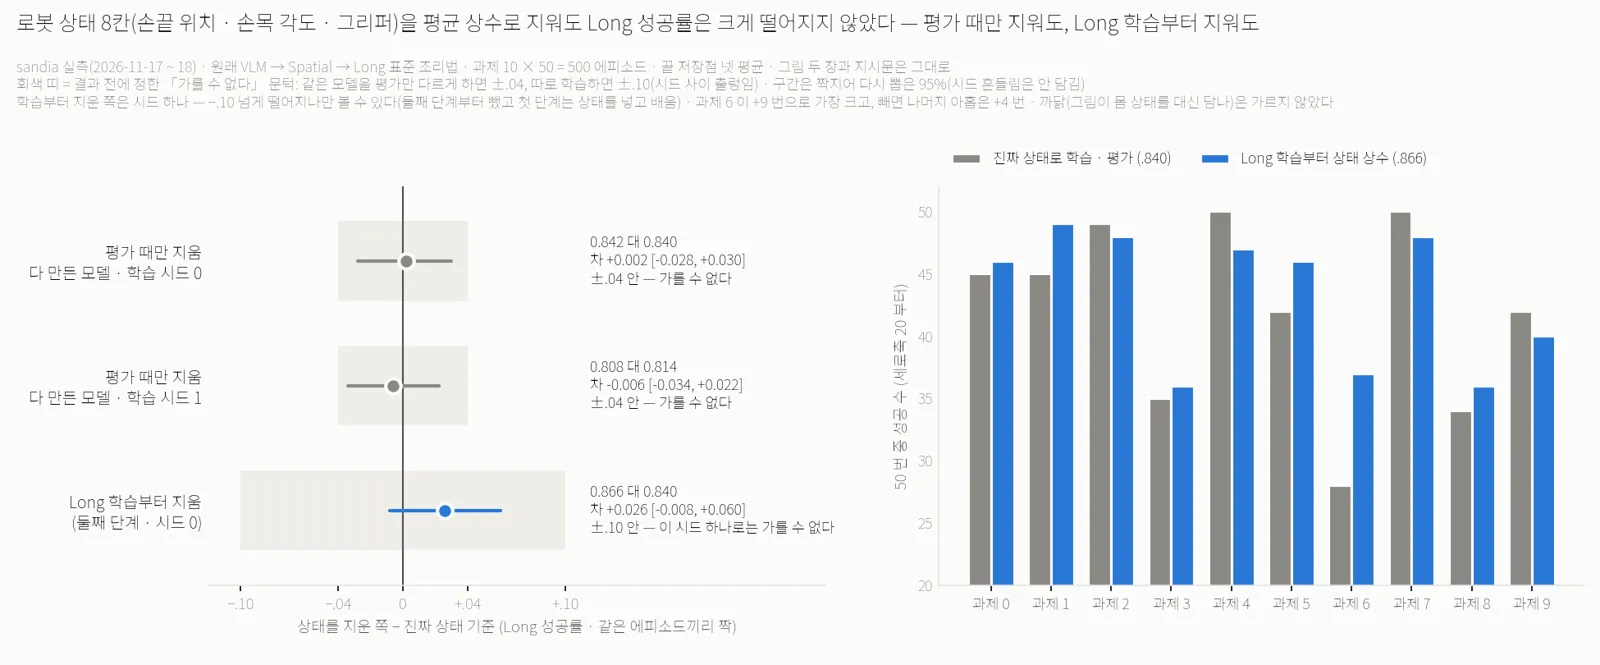 로봇 상태 8칸(손끝 위치 · 손목 각도 · 그리퍼)을 평균 상수로 지워도 Long 성공률은 크게 떨어지지 않았다 — 평가 때만 지워도, Long 학습부터 지워도
sandia 실측(2026-11-17 ~ 18) · 원래 VLM → Spatial → Long 표준 조리법 · 과제 10 × 50 = 500 에피소드 · 끝 저장점 넷 평균 · 그림 두 장과 지시문은 그대로
회색 띠 = 결과 전에 정한 「가를 수 없다」 문턱: 같은 모델을 평가만 다르게 하면 ±.04, 따로 학습하면 ±.10(시드 사이 출렁임) · 구간은 짝지어 다시 뽑은 95%(시드 흔들림은 안 담김)
학습부터 지운 쪽은 시드 하나 — −.10 넘게 떨어지나만 볼 수 있다(둘째 단계부터 뺐고 첫 단계는 상태를 넣고 배움) · 과제 6 이 +9 번으로 가장 크고, 빼면 나머지 아홉은 +4 번 · 까닭(그림이 몸 상태를 대신 담나)은 가르지 않았다
평가 때만 지움
다 만든 모델 · 학습 시드 0
0.842 대 0.840
차 +0.002 [-0.028, +0.030]
±.04 안 — 가를 수 없다
평가 때만 지움
다 만든 모델 · 학습 시드 1
0.808 대 0.814
차 -0.006 [-0.034, +0.022]
±.04 안 — 가를 수 없다
Long 학습부터 지움
(둘째 단계 · 시드 0)
0.866 대 0.840
차 +0.026 [-0.008, +0.060]
±.10 안 — 이 시드 하나로는 가를 수 없다
−.10
−.04
0
+.04
+.10
상태를 지운 쪽 − 진짜 상태 기준 (Long 성공률 · 같은 에피소드끼리 짝)
진짜 상태로 학습 · 평가 (.840)
Long 학습부터 상태 상수 (.866)
50 번 중 성공 수 (세로축 20 부터)
50
45
40
35
30
25
20
과제 0
과제 1
과제 2
과제 3
과제 4
과제 5
과제 6
과제 7
과제 8
과제 9